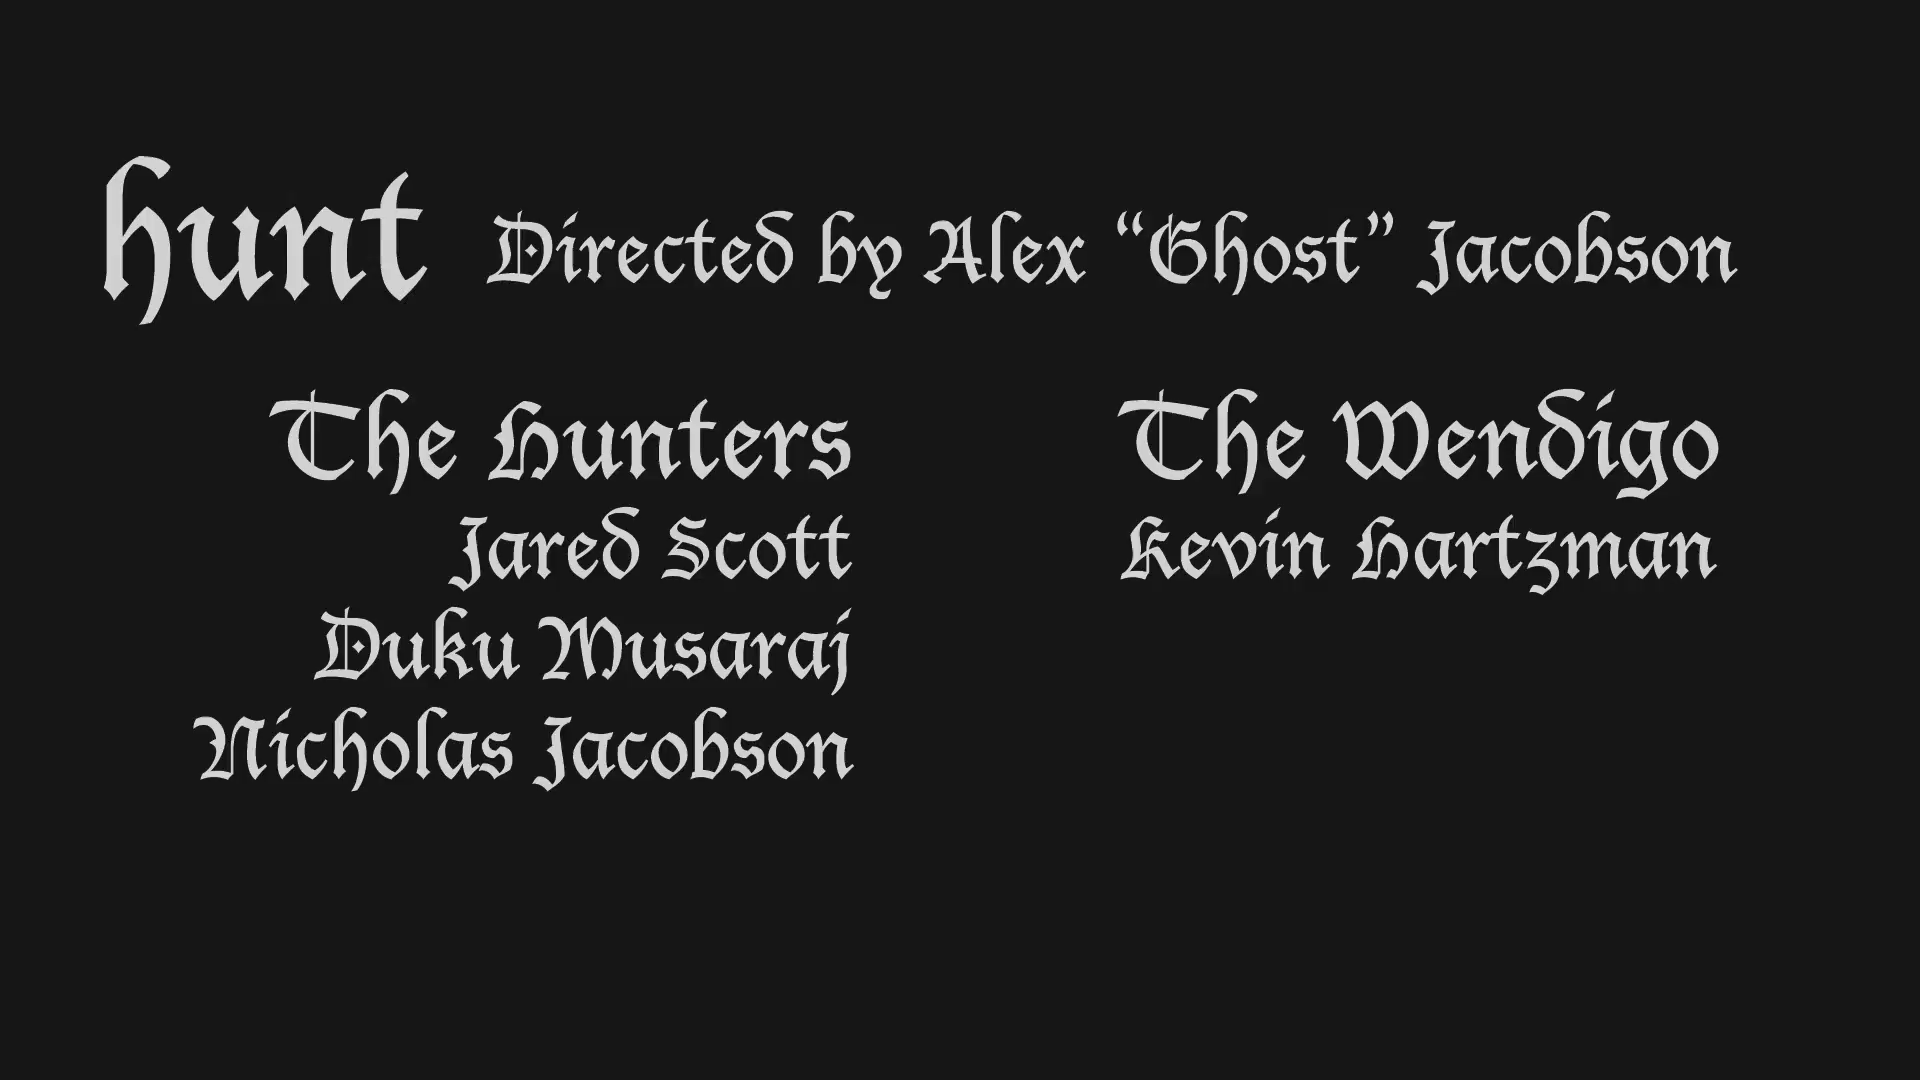 hunt Directed by Alex “Ghost” Jacobson
The Hunters
Jared Scott
Duku Musaraj
Nicholas Jacobson
The Wendigo
Kevin Hartzman